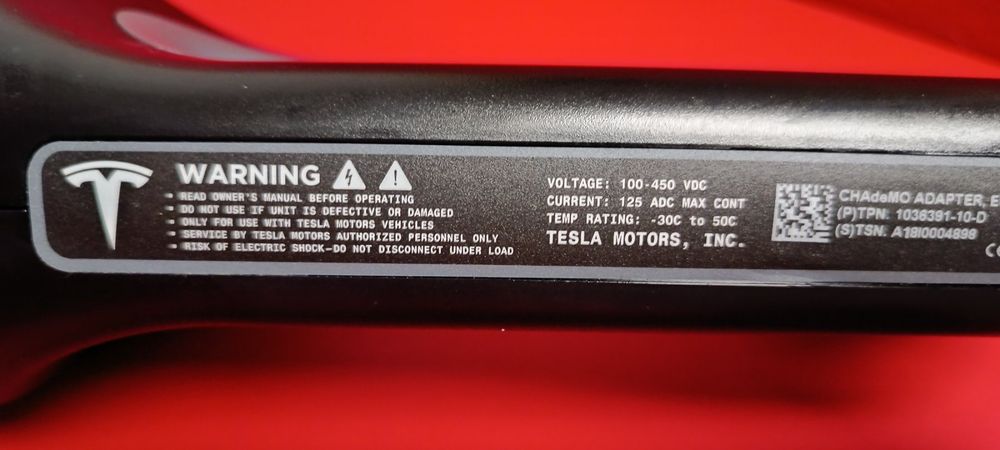 WARNING
- READ OWNER'S MANUAL BEFORE OPERATING
- DO NOT USE IF UNIT IS DEFECTIVE OR DAMAGED
- ONLY FOR USE WITH TESLA MOTORS VEHICLES
- SERVICE BY TESLA MOTORS AUTHORIZED PERSONNEL ONLY
- RISK OF ELECTRIC SHOCK-DO NOT DISCONNECT UNDER LOAD
VOLTAGE: 100-450 VDC
CURRENT: 125 ADC MAX CONT
TEMP RATING: -30C to 50C
TESLA MOTORS, INC.
CHAdeMO ADAPTER, E
(P)TPN: 1036391-10-D
(S)TSN: A18I0004898